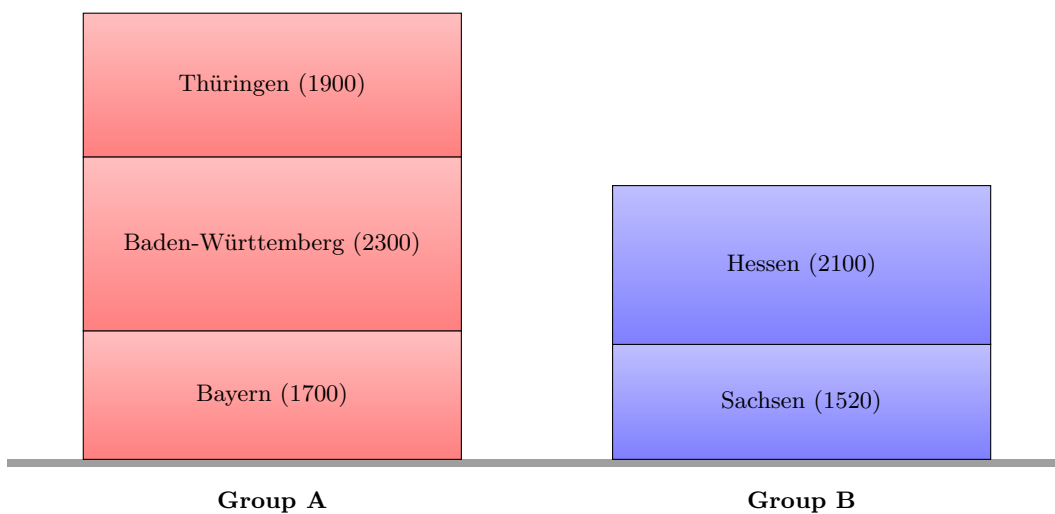 Thüringen (1900)
Baden-Württemberg (2300)
Bayern (1700)
Hessen (2100)
Sachsen (1520)
Group A
Group B